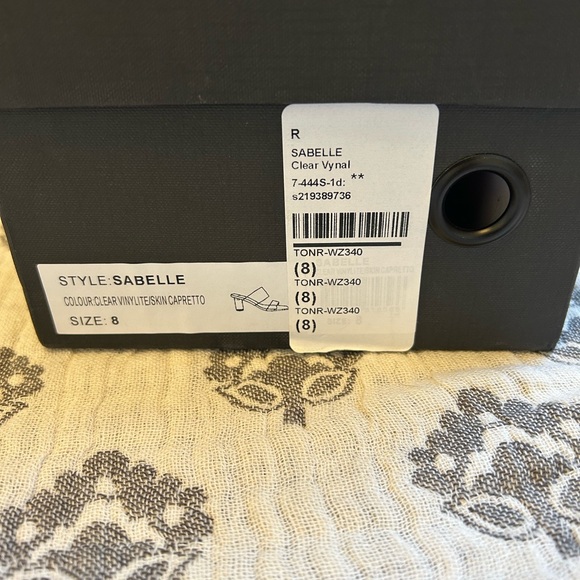 STYLE:SABELLE
COLOUR:CLEAR VINYLITE/SKIN CAPRETTO
SIZE: 8
R
SABELLE
Clear Vynal
7-444S-1d: **
s219389736
TONR-WZ340
(8)
TONR-WZ340
(8)
TONR-WZ340
(8)